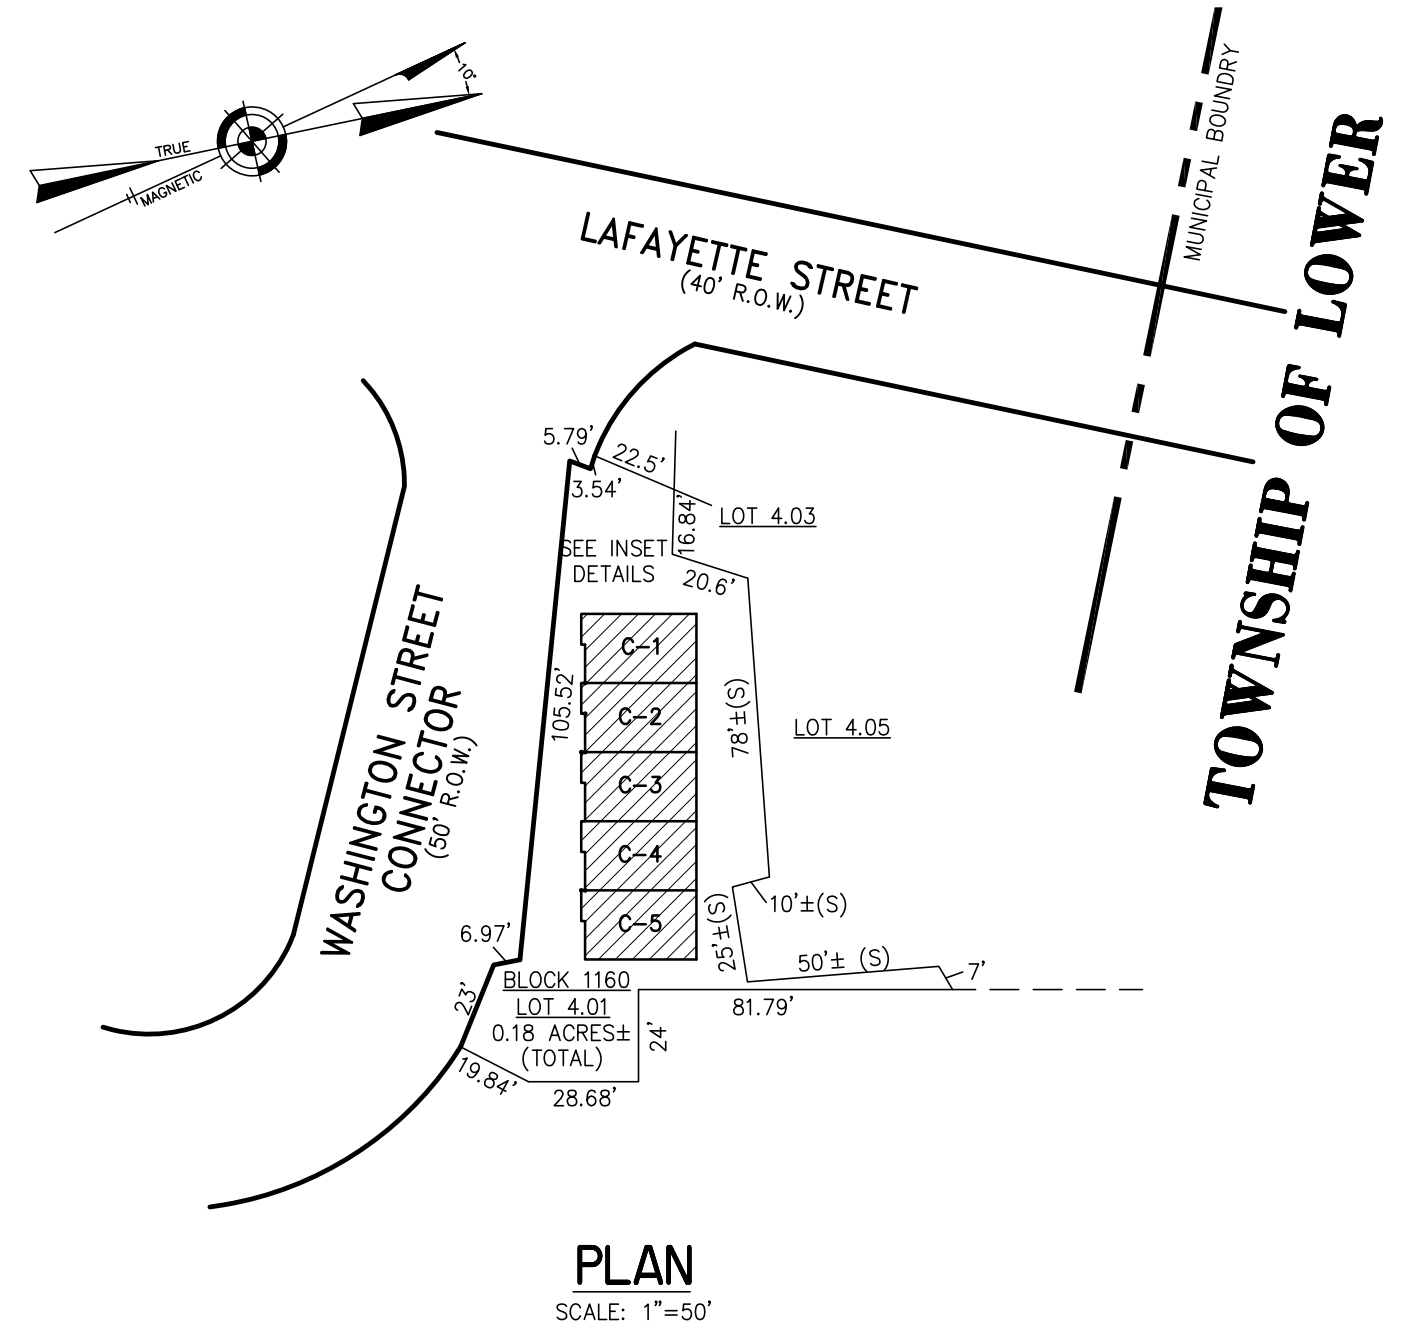 10°
TRUE
MAGNETIC
MUNICIPAL BOUNDRY
TOWNSHIP OF LOWER
LAFAYETTE STREET
(40' R.O.W.)
5.79'
22.5'
3.54'
16.84'
LOT 4.03
SEE INSET
DETAILS
20.6'
WASHINGTON STREET
CONNECTOR
(50' R.O.W.)
105.52'
C-1
C-2
C-3
C-4
C-5
78'±(S)
LOT 4.05
10'±(S)
25'±(S)
50'± (S)
7'
6.97'
23'
BLOCK 1160
LOT 4.01
0.18 ACRES±
(TOTAL)
81.79'
24'
19.84'
28.68'
PLAN
SCALE: 1"=50'